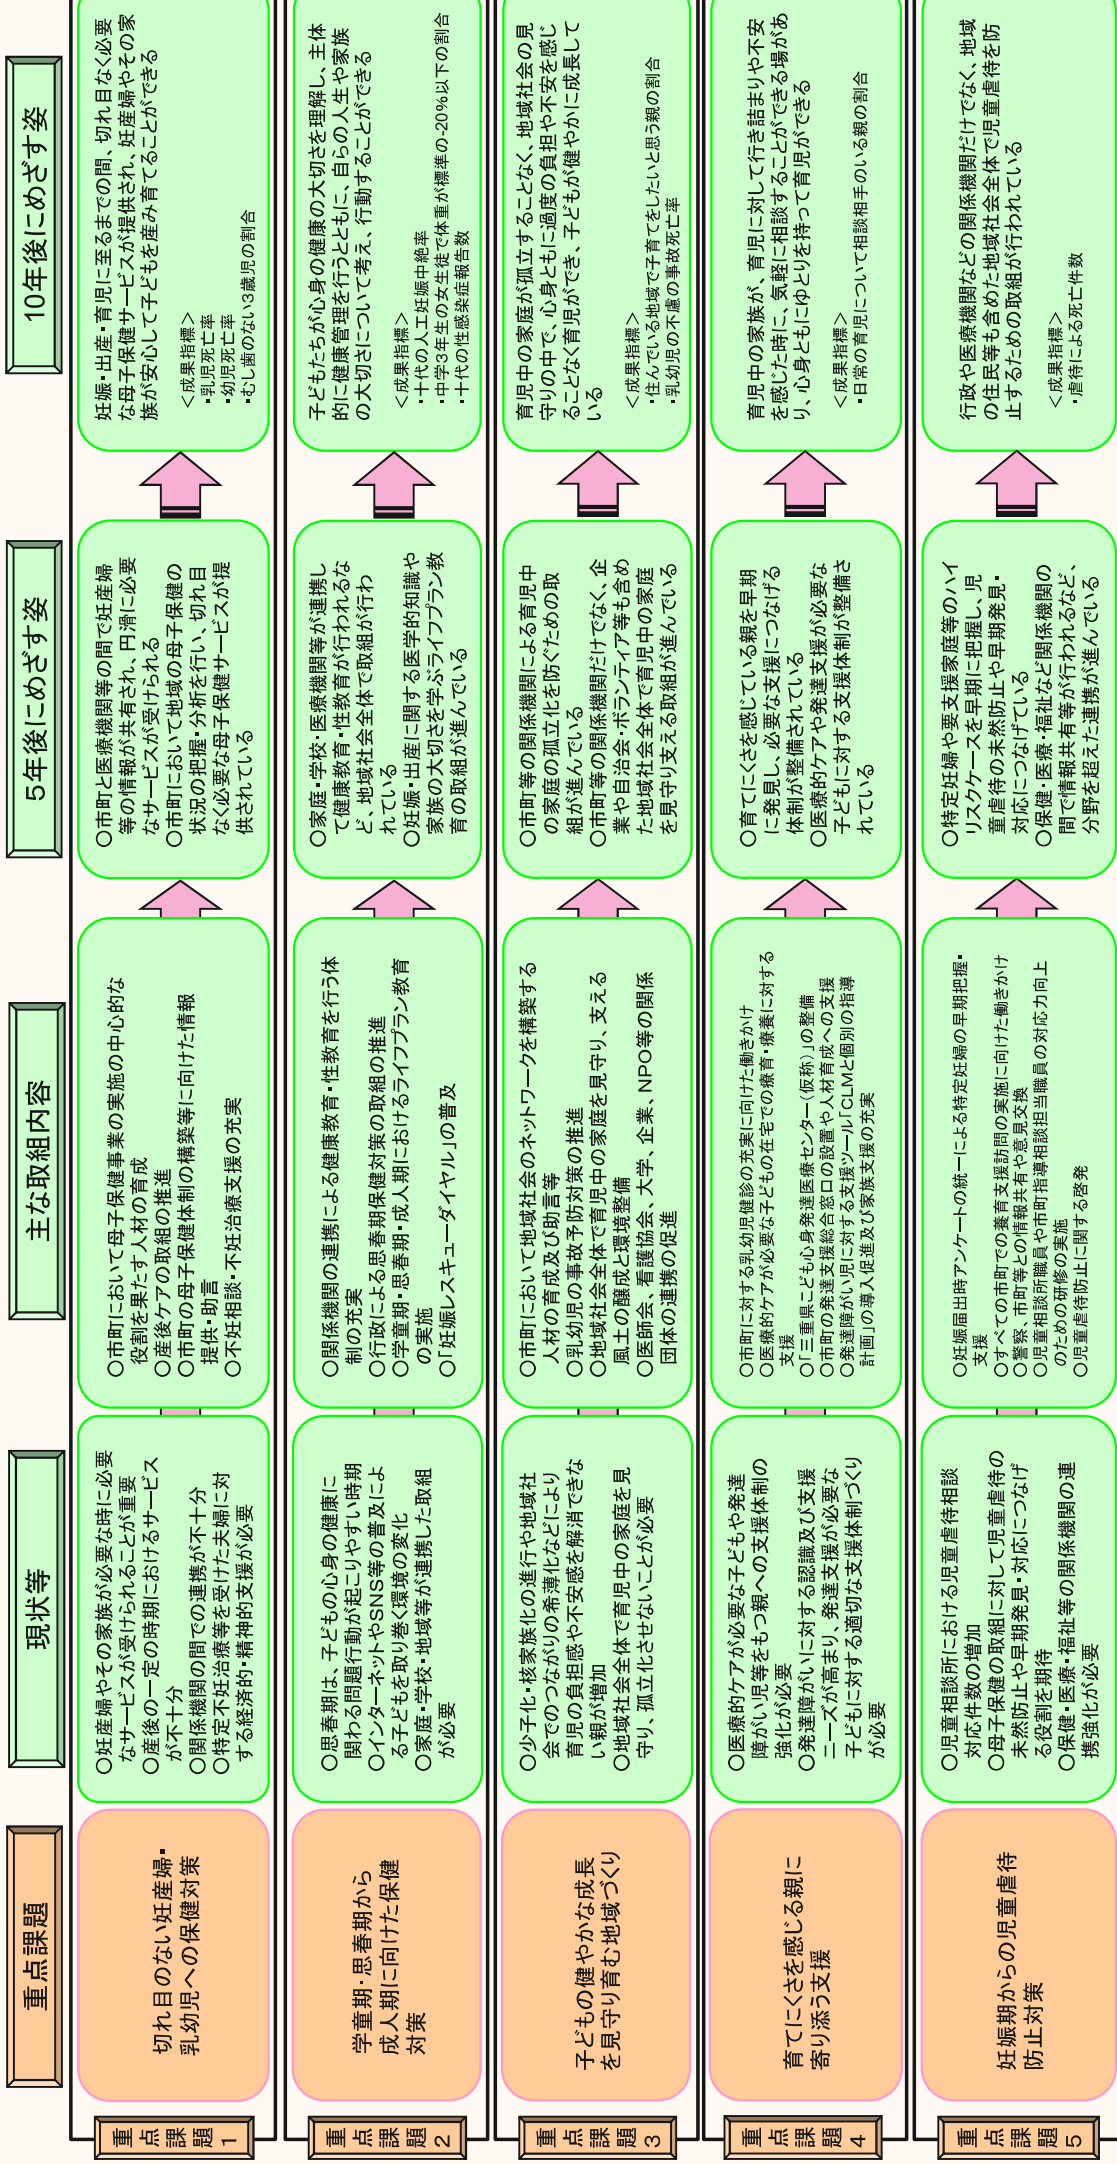 重点課題
現状等
主な取組内容
5年後にめざす姿
10年後にめざす姿
重点
課題
1
切れ目のない妊産婦・
乳幼児への保健対策
○妊産婦やその家族が必要な時に必要
なサービスが受けられることが重要
○産後の一定の時期におけるサービス
が不十分
○関係機関の間での連携が不十分
○特定不妊治療等を受けた夫婦に対
する経済的・精神的支援が必要
○市町において母子保健事業の実施の中心的な
役割を果たす人材の育成
○産後ケアの取組の推進
○市町の母子保健体制の構築等に向けた情報
提供・助言
○不妊相談・不妊治療支援の充実
○市町と医療機関等の間で妊産婦
等の情報が共有され、円滑に必要
なサービスが受けられる
○市町において地域の母子保健の
状況の把握・分析を行い、切れ目
なく必要な母子保健サービスが提
供されている
妊娠・出産・育児に至るまでの間、切れ目なく必要
な母子保健サービスが提供され、妊産婦やその家
族が安心して子どもを産み育てることができる
＜成果指標＞
・乳児死亡率
・幼児死亡率
・むし歯のない3歳児の割合
重点
課題
2
学童期・思春期から
成人期に向けた保健
対策
○思春期は、子どもの心身の健康に
関わる問題行動が起こりやすい時期
○インターネットやSNS等の普及によ
る子どもを取り巻く環境の変化
○家庭・学校・地域等が連携した取組
が必要
○関係機関の連携による健康教育・性教育を行う体
制の充実
○行政による思春期保健対策の取組の推進
○学童期・思春期・成人期におけるライフプラン教育
の実施
○「妊娠レスキューダイヤル」の普及
○家庭・学校・医療機関等が連携し
て健康教育・性教育が行われるな
ど、地域社会全体で取組が行わ
れている
○妊娠・出産に関する医学的知識や
家族の大切さを学ぶライフプラン教
育の取組が進んでいる
子どもたちが心身の健康の大切さを理解し、主体
的に健康管理を行うとともに、自らの人生や家族
の大切さについて考え、行動することができる
＜成果指標＞
・十代の人工妊娠中絶率
・中学3年生の女生徒で体重が標準の-20%以下の割合
・十代の性感染症報告数
重点
課題
3
子どもの健やかな成長
を見守り育む地域づくり
○少子化・核家族化の進行や地域社
会でのつながりの希薄化などにより
育児の負担感や不安感を解消できな
い親が増加
○地域社会全体で育児中の家庭を見
守り、孤立化させないことが必要
○市町において地域社会のネットワークを構築する
人材の育成及び助言等
○乳幼児の事故予防対策の推進
○地域社会全体で育児中の家庭を見守り、支える
風土の醸成と環境整備
○医師会、看護協会、大学、企業、NPO等の関係
団体の連携の促進
○市町等の関係機関による育児中
の家庭の孤立化を防ぐための取
組が進んでいる
○市町等の関係機関だけでなく、企
業や自治会・ボランティア等も含め
た地域社会全体で育児中の家庭
を見守り支える取組が進んでいる
育児中の家庭が孤立することなく、地域社会の見
守りの中で、心身ともに過度の負担や不安を感じ
ることなく育児ができ、子どもが健やかに成長して
いる
＜成果指標＞
・住んでいる地域で子育てをしたいと思う親の割合
・乳幼児の不慮の事故死亡率
重点
課題
4
育てにくさを感じる親に
寄り添う支援
○医療的ケアが必要な子どもや発達
障がい児等をもつ親への支援体制の
強化が必要
○発達障がいに対する認識及び支援
ニーズが高まり、発達支援が必要な
子どもに対する適切な支援体制づくり
が必要
○市町に対する乳幼児健診の充実に向けた働きかけ
○医療的ケアが必要な子どもの在宅での療育・療養に対する
支援
○「三重県こども心身発達医療センター（仮称）」の整備
○市町の発達支援総合窓口の設置や人材育成への支援
○発達障がい児に対する支援ツール「CLMと個別の指導
計画」の導入促進及び家族支援の充実
○育てにくさを感じている親を早期
に発見し、必要な支援につなげる
体制が整備されている
○医療的ケアや発達支援が必要な
子どもに対する支援体制が整備さ
れている
育児中の家族が、育児に対して行き詰まりや不安
を感じた時に、気軽に相談することができる場があ
り、心身ともにゆとりを持って育児ができる
＜成果指標＞
・日常の育児について相談相手のいる親の割合
重点
課題
5
妊娠期からの児童虐待
防止対策
○児童相談所における児童虐待相談
対応件数の増加
○母子保健の取組に対して児童虐待の
未然防止や早期発見・対応につなげ
る役割を期待
○保健・医療・福祉等の関係機関の連
携強化が必要
○妊娠届出時アンケートの統一による特定妊婦の早期把握・
支援
○すべての市町での養育支援訪問の実施に向けた働きかけ
○警察、市町等との情報共有や意見交換
○児童相談所職員や市町指導相談担当職員の対応力向上
のための研修の実施
○児童虐待防止に関する啓発
○特定妊婦や要支援家庭等のハイ
リスクケースを早期に把握し、児
童虐待の未然防止や早期発見・
対応につなげている
○保健・医療・福祉など関係機関の
間で情報共有等が行われるなど、
分野を超えた連携が進んでいる
行政や医療機関などの関係機関だけでなく、地域
の住民等も含めた地域社会全体で児童虐待を防
止するための取組が行われている
＜成果指標＞
・虐待による死亡件数